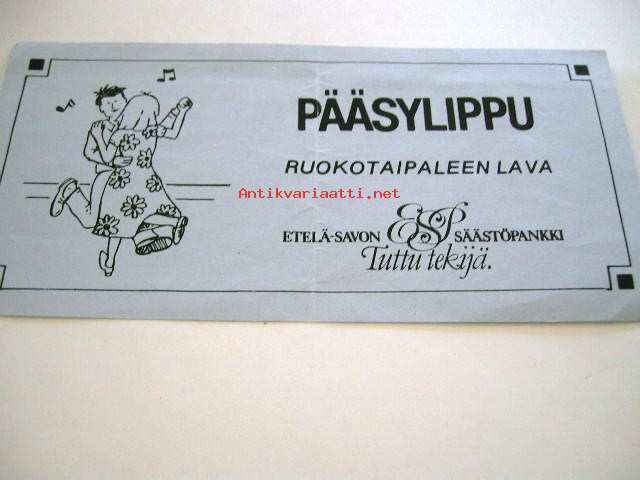 PÄÄSYLIPPU
RUOKOTAIPALEEN LAVA
Antikvariaatti.net
ETELÄ-SAVON ESP SÄÄSTÖPANKKI
Tuttu tekijä.